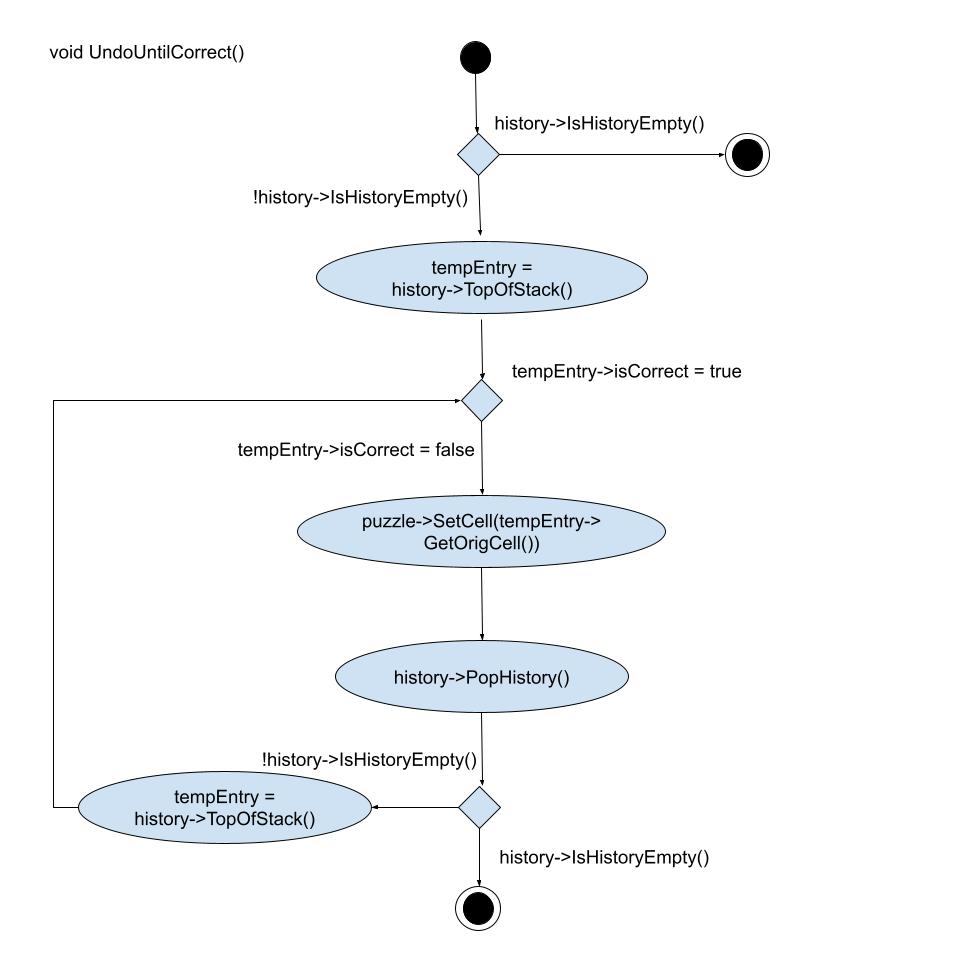 void UndoUntilCorrect()
history->IsHistoryEmpty()
!history->IsHistoryEmpty()
tempEntry =
history->TopOfStack()
tempEntry->isCorrect = true
tempEntry->isCorrect = false
puzzle->SetCell(tempEntry->
GetOrigCell())
history->PopHistory()
!history->IsHistoryEmpty()
tempEntry =
history->TopOfStack()
history->IsHistoryEmpty()